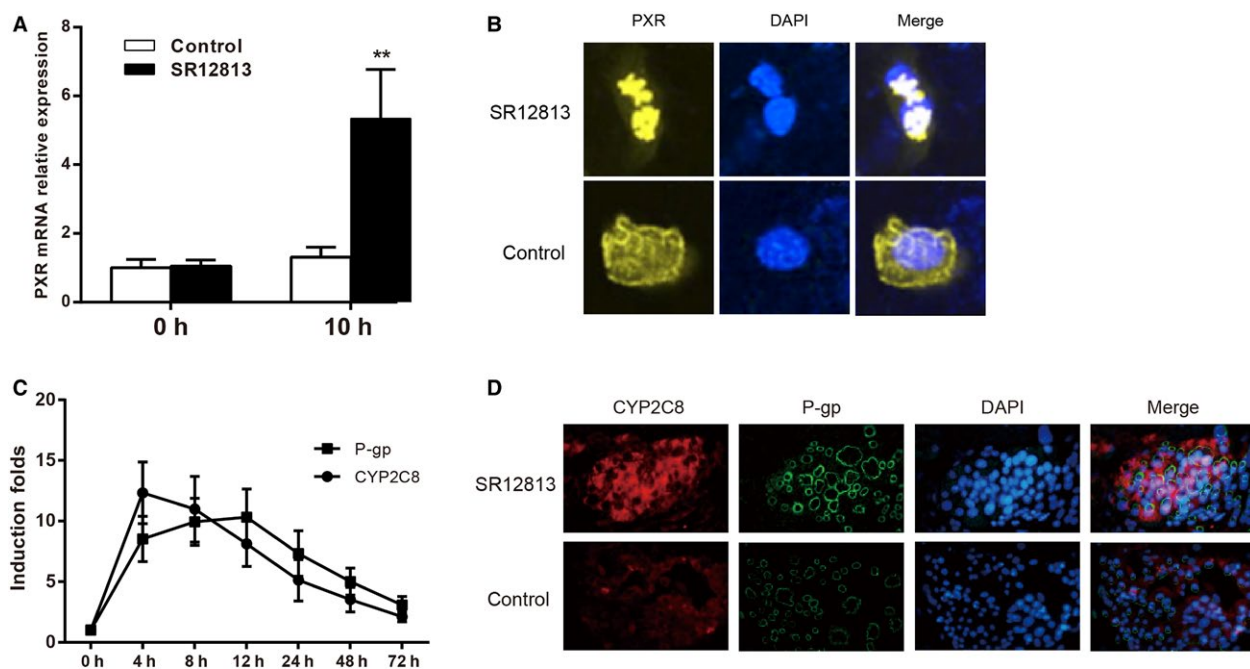 A
PXR mRNA relative expression
8
6
4
2
0
Control
SR12813
**
0 h
10 h
B
PXR DAPI Merge
SR12813
Control
C
Induction folds
20
15
10
5
0
P-gp
CYP2C8
0 h 4 h 8 h 12 h 24 h 48 h 72 h
D
CYP2C8 P-gp DAPI Merge
SR12813
Control